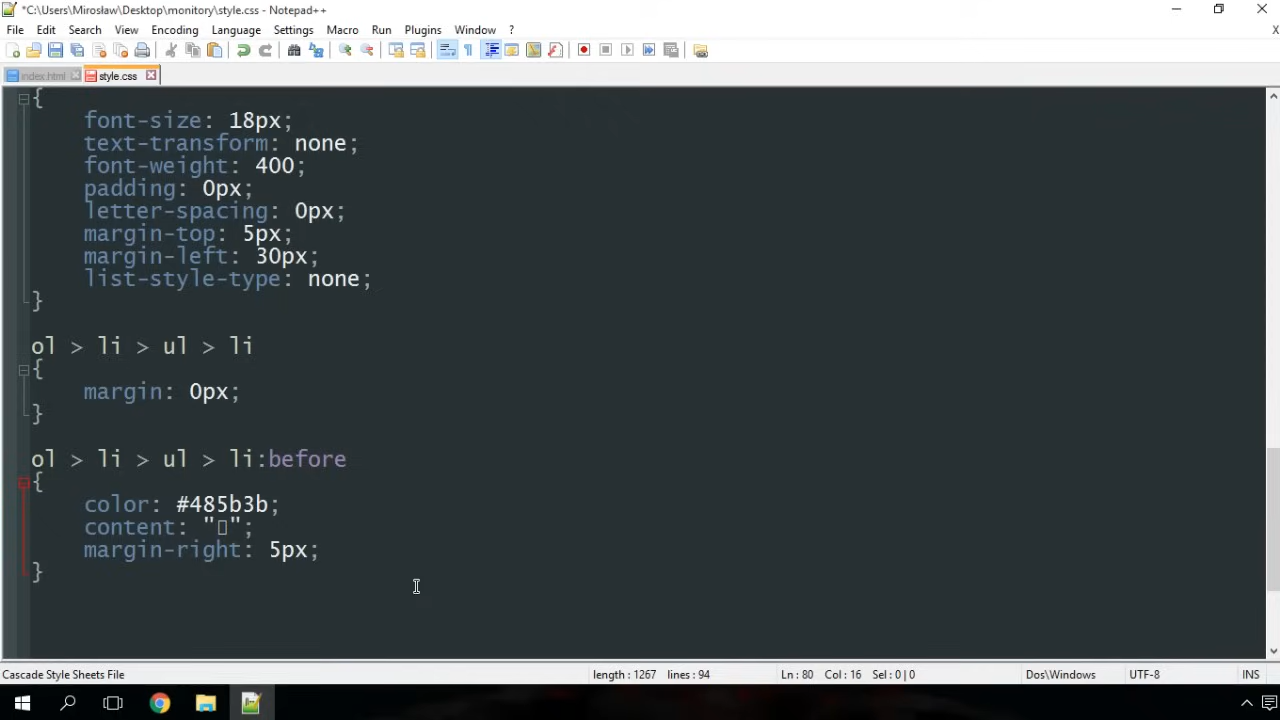 *C:\Users\Mirosław\Desktop\monitory\style.css - Notepad++
File Edit Search View Encoding Language Settings Macro Run Plugins Window ? X
index.html style.css
{
font-size: 18px;
text-transform: none;
font-weight: 400;
padding: 0px;
letter-spacing: 0px;
margin-top: 5px;
margin-left: 30px;
list-style-type: none;
}
ol > li > ul > li
{
margin: 0px;
}
ol > li > ul > li:before
{
color: #485b3b;
content: "▯";
margin-right: 5px;
}
Cascade Style Sheets File length : 1267 lines : 94 Ln : 80 Col : 16 Sel : 0 | 0 Dos\Windows UTF-8 INS